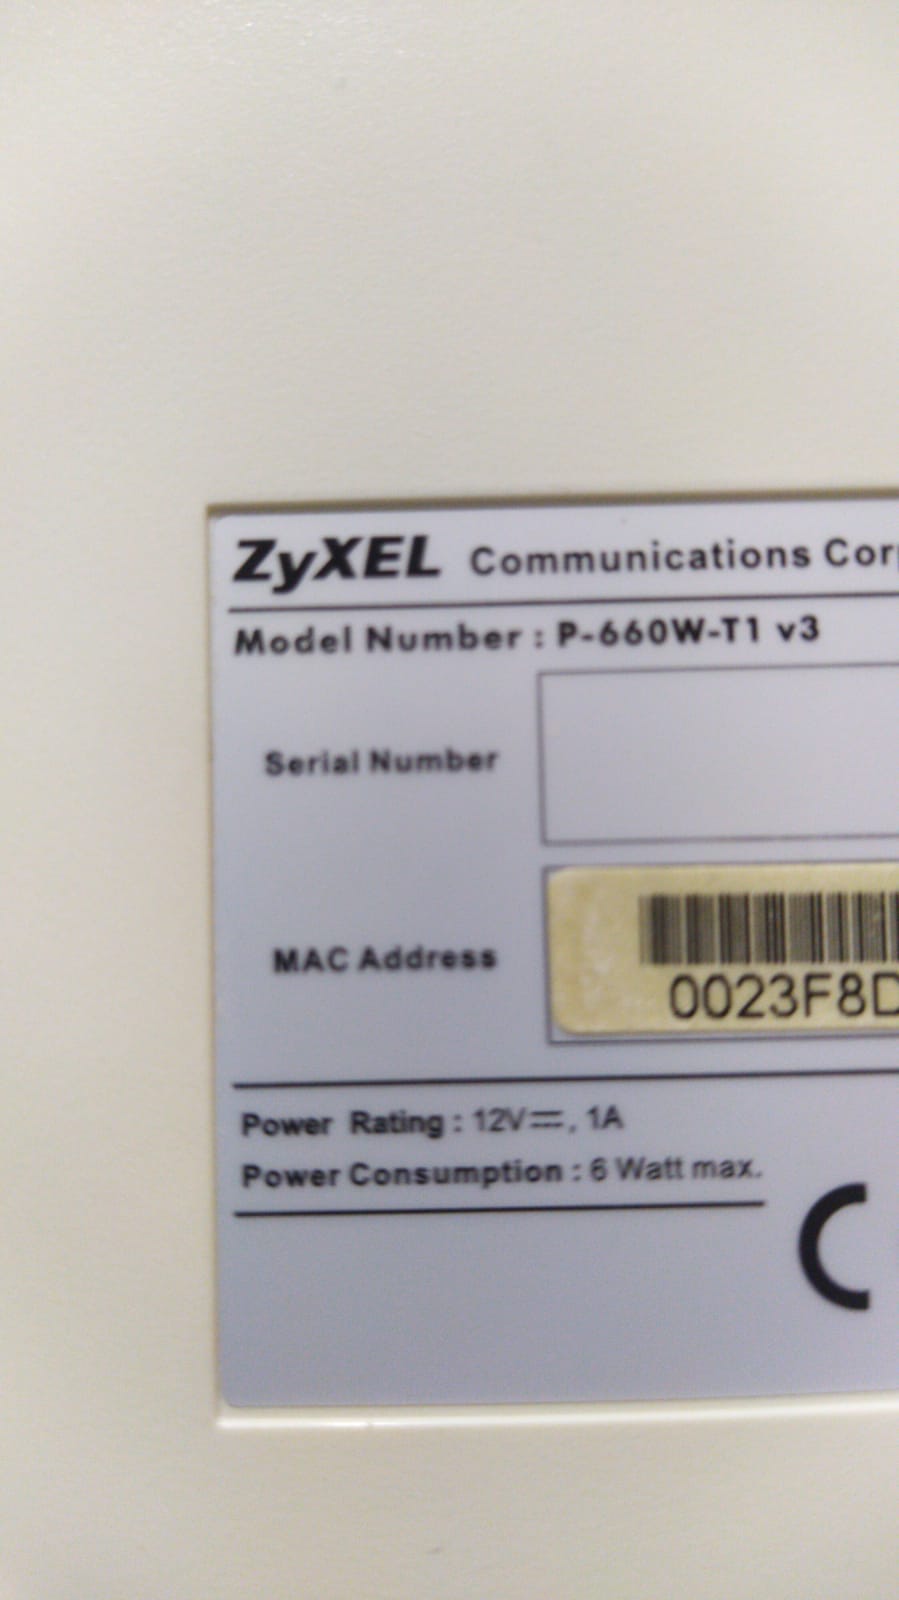 ZyXEL Communications Cor
Model Number : P-660W-T1 v3
Serial Number
MAC Address
0023F8D
Power Rating : 12V⎓, 1A
Power Consumption : 6 Watt max.